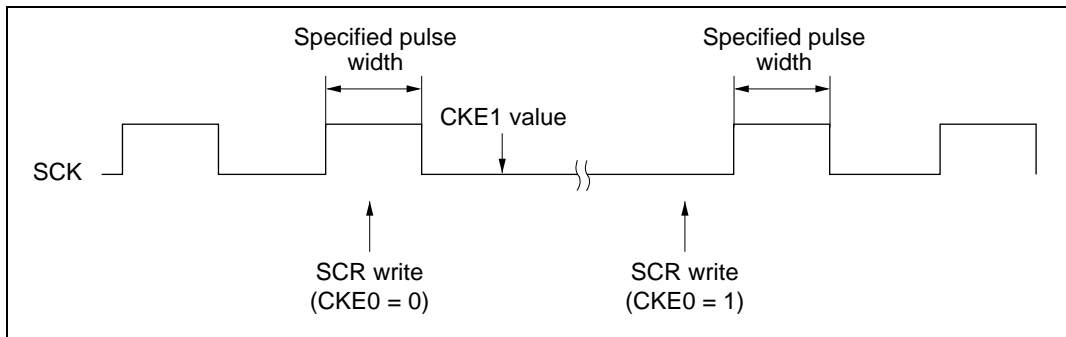 Specified pulse
width
Specified pulse
width
CKE1 value
SCK
SCR write
(CKE0 = 0)
SCR write
(CKE0 = 1)